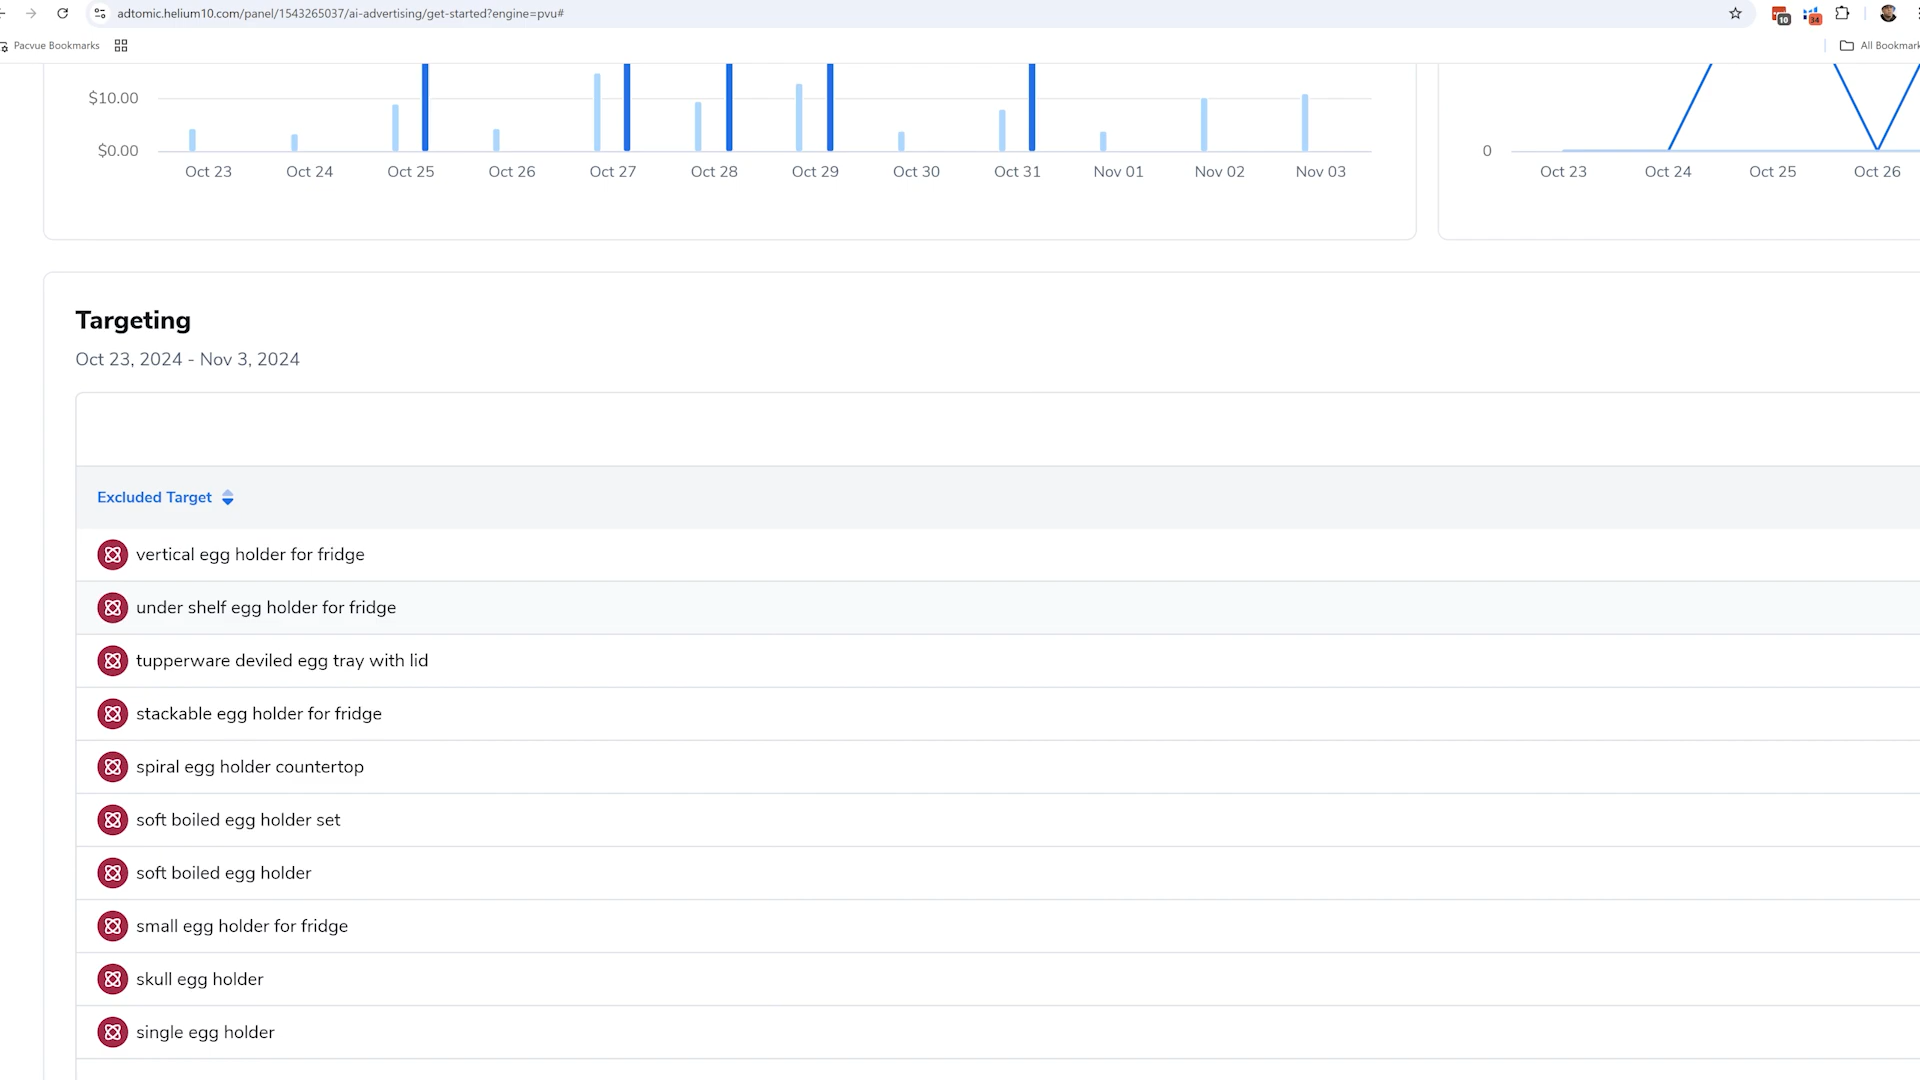 adtomic.helium10.com/panel/1543265037/ai-advertising/get-started?engine=pvu#
10
34
Pacvue Bookmarks
All Bookmark
$10.00
$0.00
Oct 23 Oct 24 Oct 25 Oct 26 Oct 27 Oct 28 Oct 29 Oct 30 Oct 31 Nov 01 Nov 02 Nov 03
0
Oct 23 Oct 24 Oct 25 Oct 26
Targeting
Oct 23, 2024 - Nov 3, 2024
Excluded Target
vertical egg holder for fridge
under shelf egg holder for fridge
tupperware deviled egg tray with lid
stackable egg holder for fridge
spiral egg holder countertop
soft boiled egg holder set
soft boiled egg holder
small egg holder for fridge
skull egg holder
single egg holder